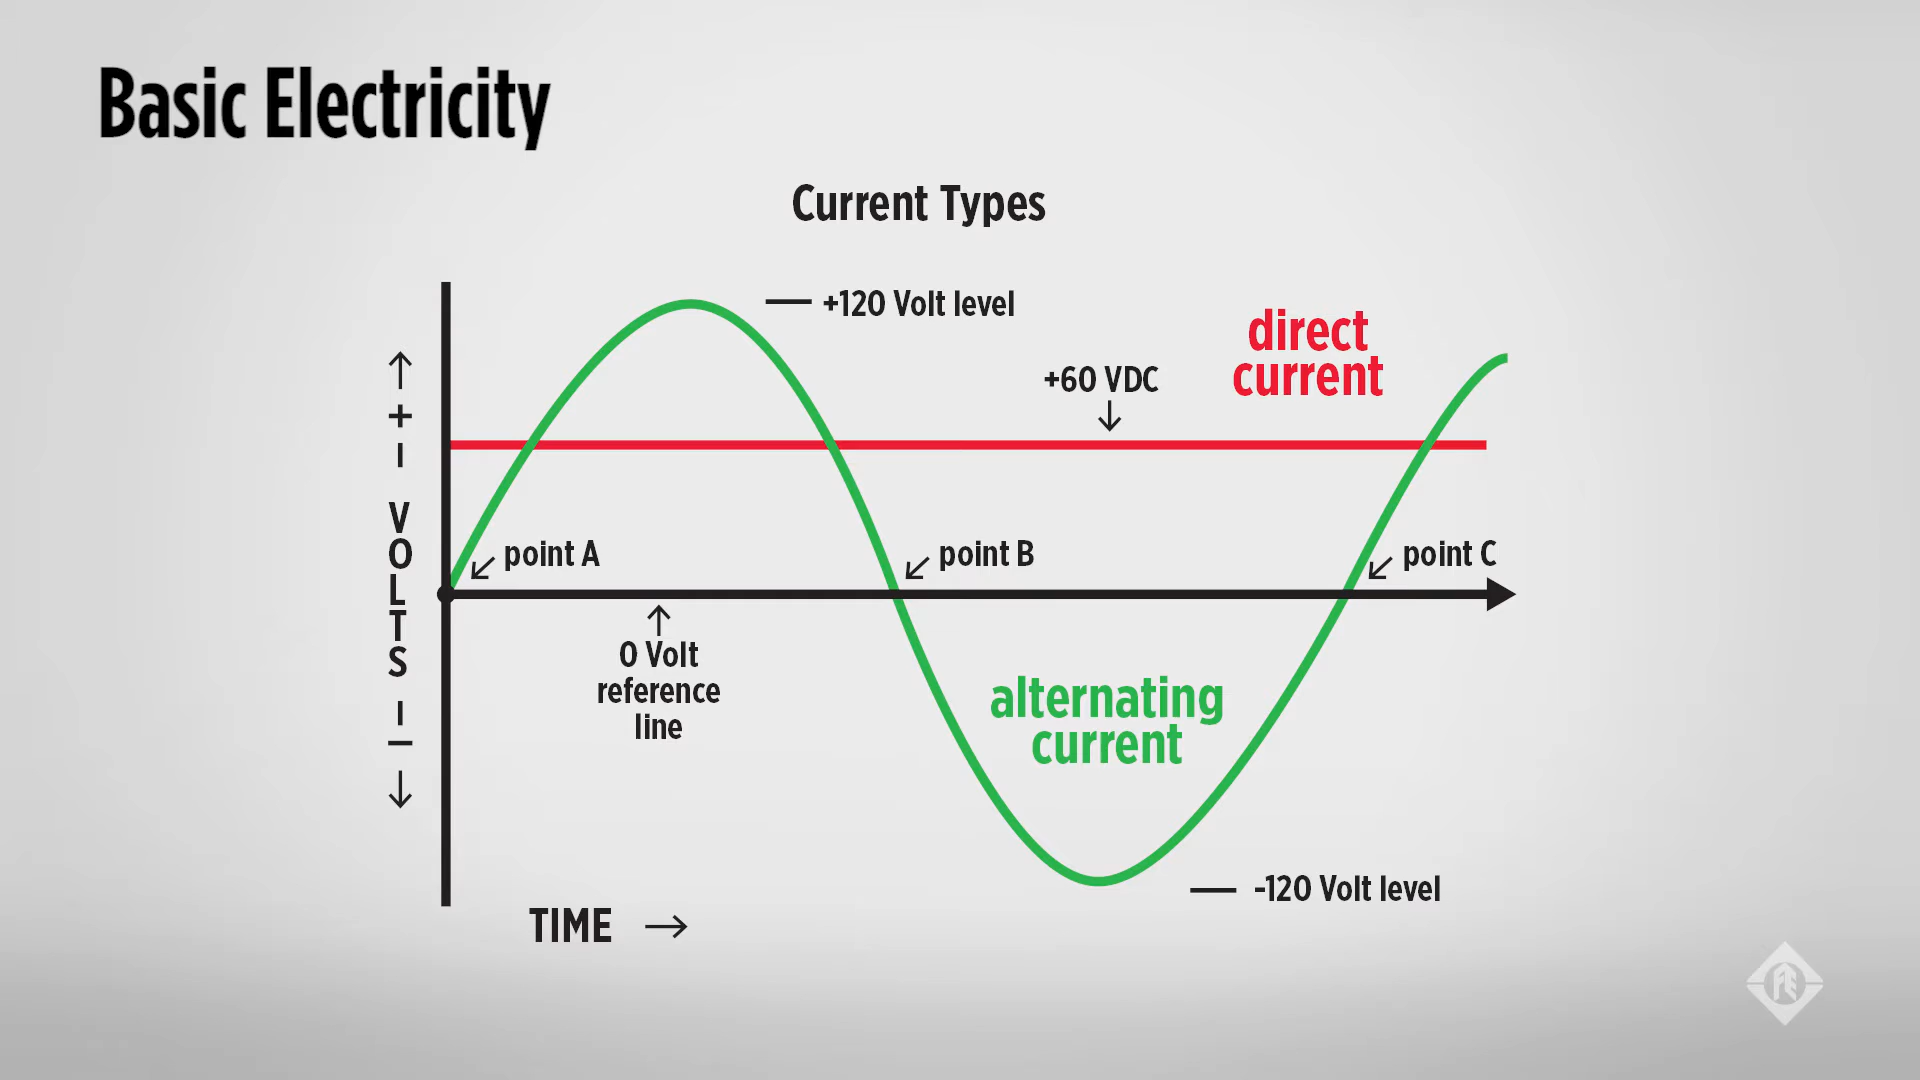 Basic Electricity
Current Types
+120 Volt level
direct
current
+60 VDC
+
VOLTS
–
point A
point B
point C
0 Volt
reference
line
alternating
current
-120 Volt level
TIME